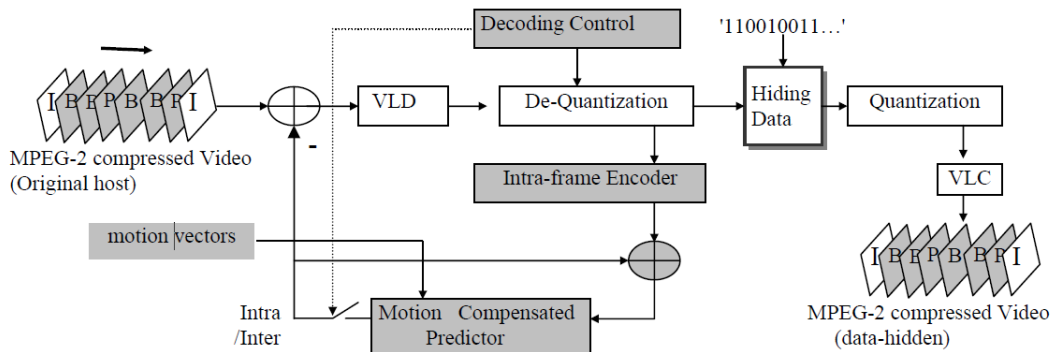 Decoding Control
'110010011…'
I B B P B B P I
VLD
De-Quantization
Hiding
Data
Quantization
-
MPEG-2 compressed Video
(Original host)
Intra-frame Encoder
VLC
motion vectors
I B B P B B P I
Intra
/Inter
Motion Compensated
Predictor
MPEG-2 compressed Video
(data-hidden)